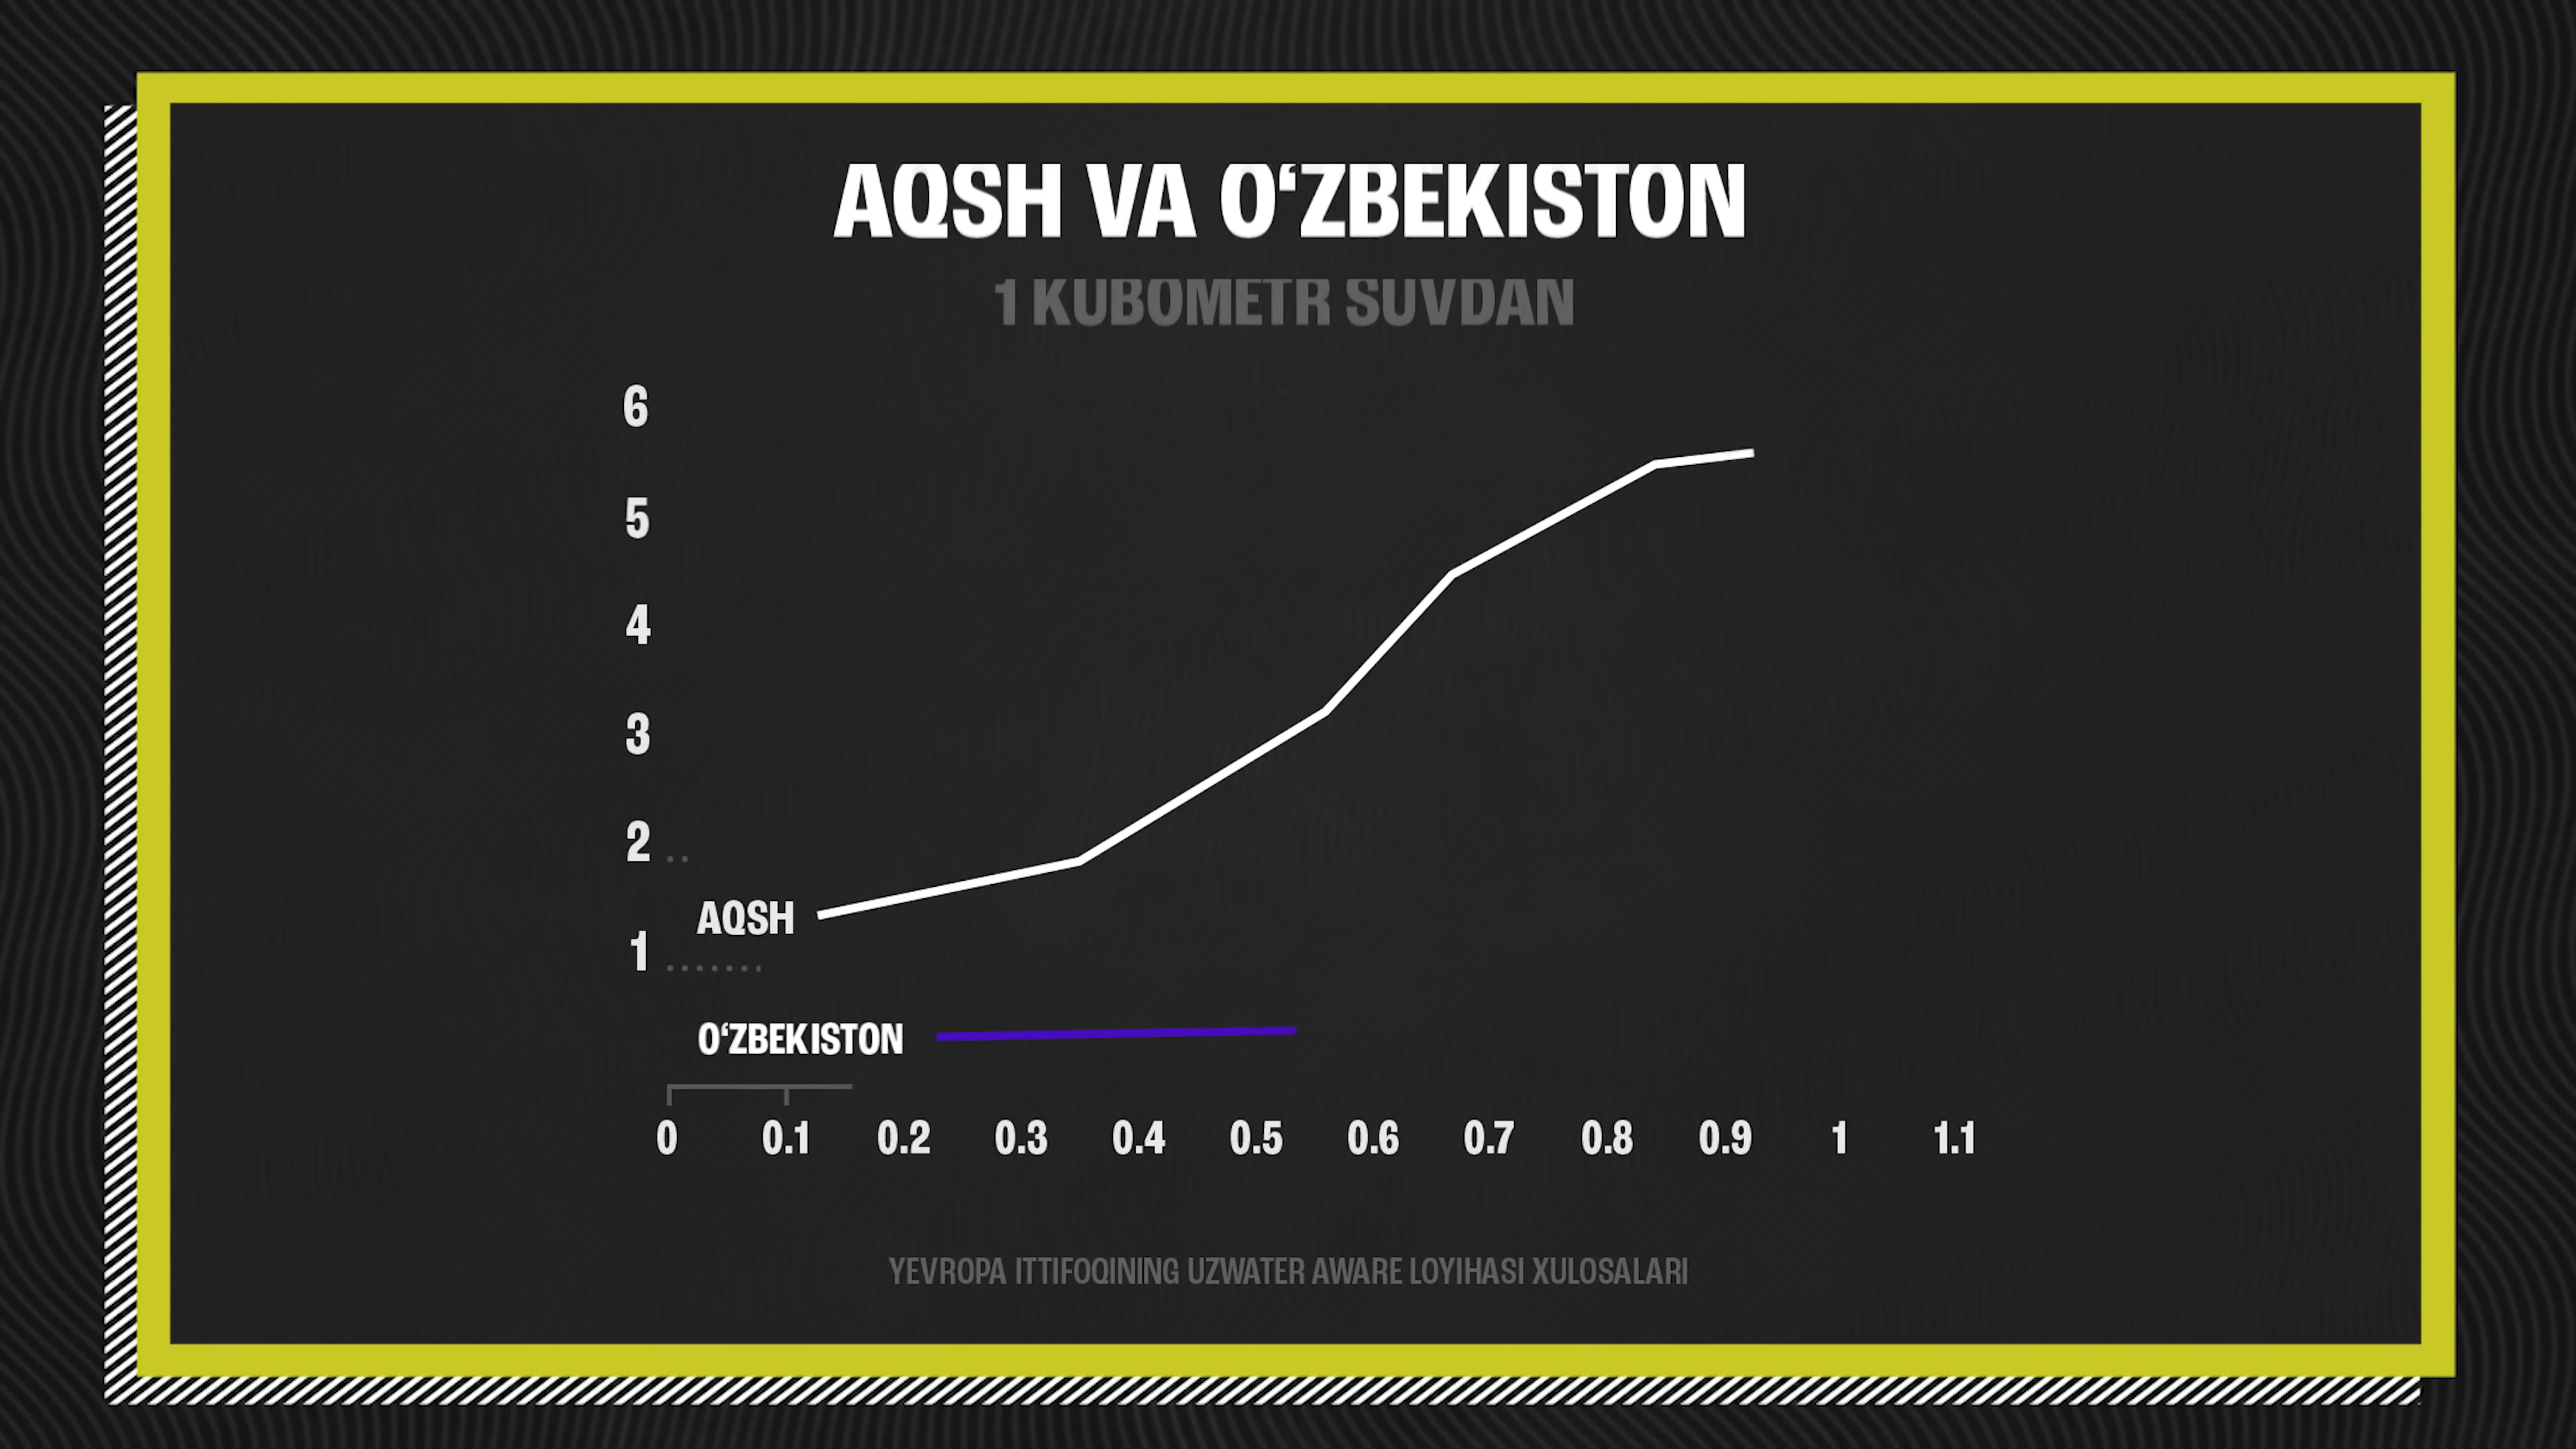 AQSH VA O‘ZBEKISTON
1 KUBOMETR SUVDAN
6
5
4
3
2
AQSH
1
O‘ZBEKISTON
0 0.1 0.2 0.3 0.4 0.5 0.6 0.7 0.8 0.9 1 1.1
YEVROPA ITTIFOQINING UZWATER AWARE LOYIHASI XULOSALARI